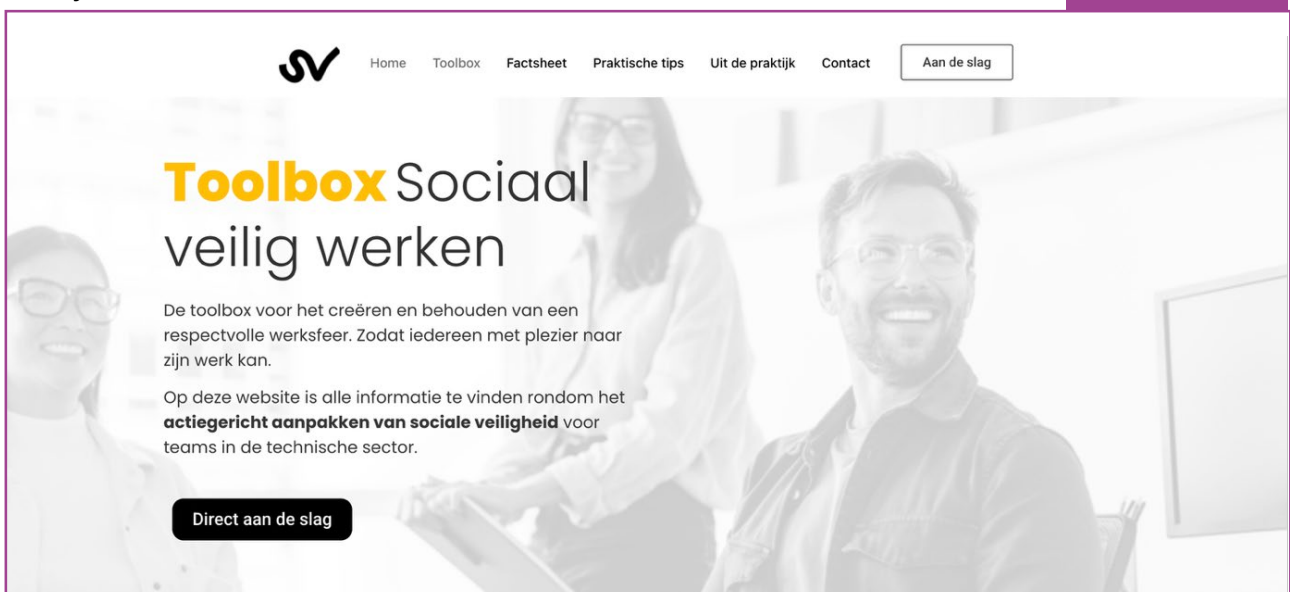 SV
Home Toolbox Factsheet Praktische tips Uit de praktijk Contact Aan de slag
Toolbox Sociaal
veilig werken
De toolbox voor het creëren en behouden van een
respectvolle werksfeer. Zodat iedereen met plezier naar
zijn werk kan.
Op deze website is alle informatie te vinden rondom het
actiegericht aanpakken van sociale veiligheid voor
teams in de technische sector.
Direct aan de slag